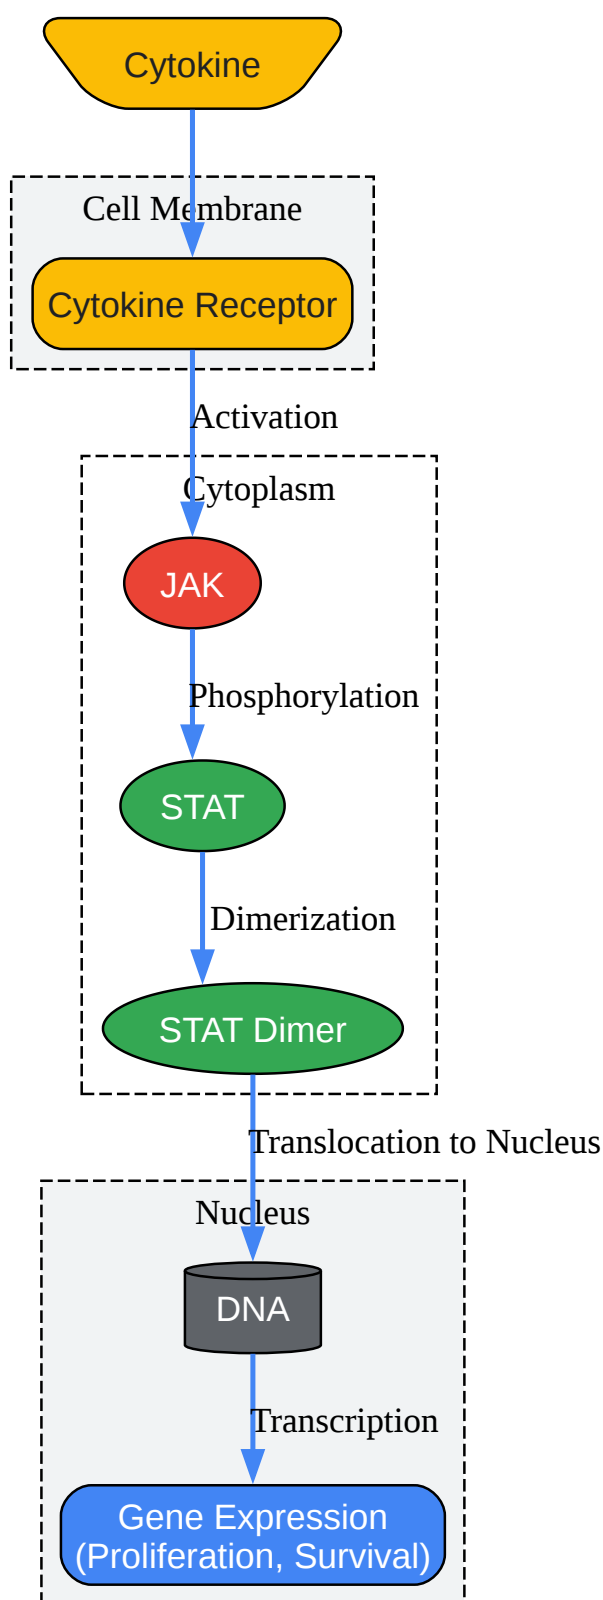 Cytokine
Cell Membrane
Cytokine Receptor
Activation
Cytoplasm
JAK
Phosphorylation
STAT
Dimerization
STAT Dimer
Translocation to Nucleus
Nucleus
DNA
Transcription
Gene Expression
(Proliferation, Survival)